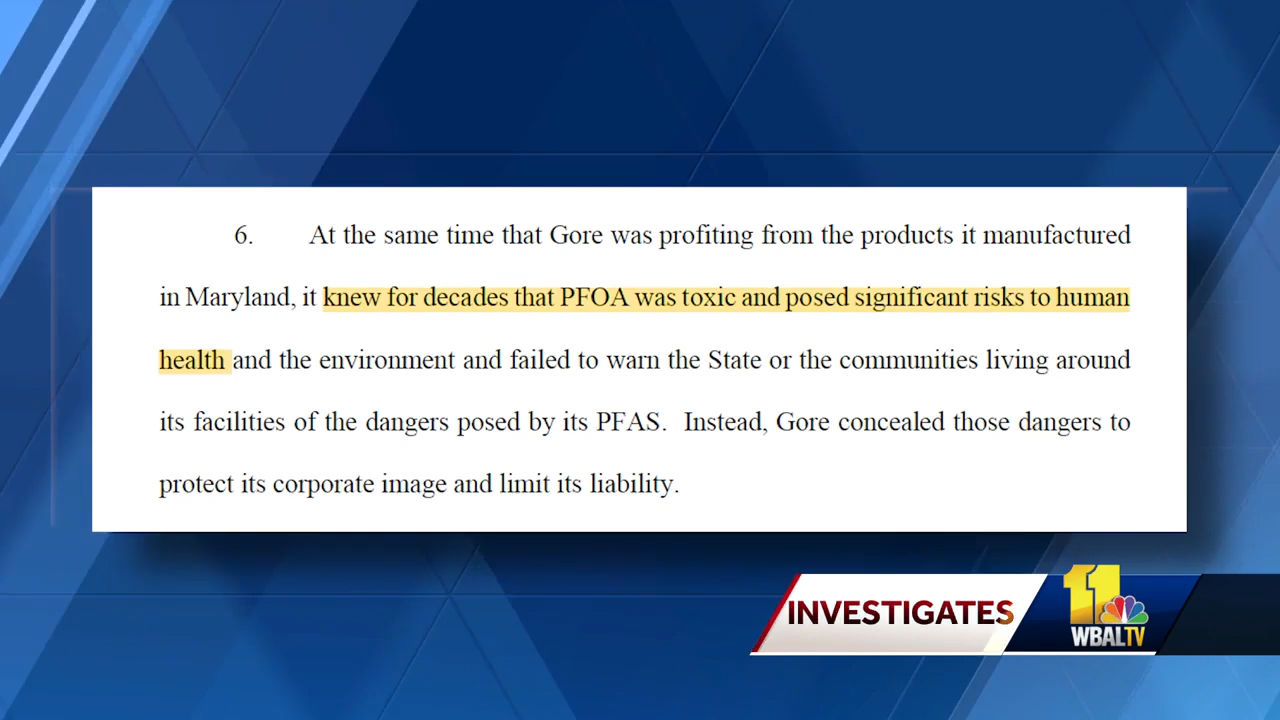 6. At the same time that Gore was profiting from the products it manufactured
in Maryland, it knew for decades that PFOA was toxic and posed significant risks to human
health and the environment and failed to warn the State or the communities living around
its facilities of the dangers posed by its PFAS. Instead, Gore concealed those dangers to
protect its corporate image and limit its liability.
INVESTIGATES
11
WBALTV